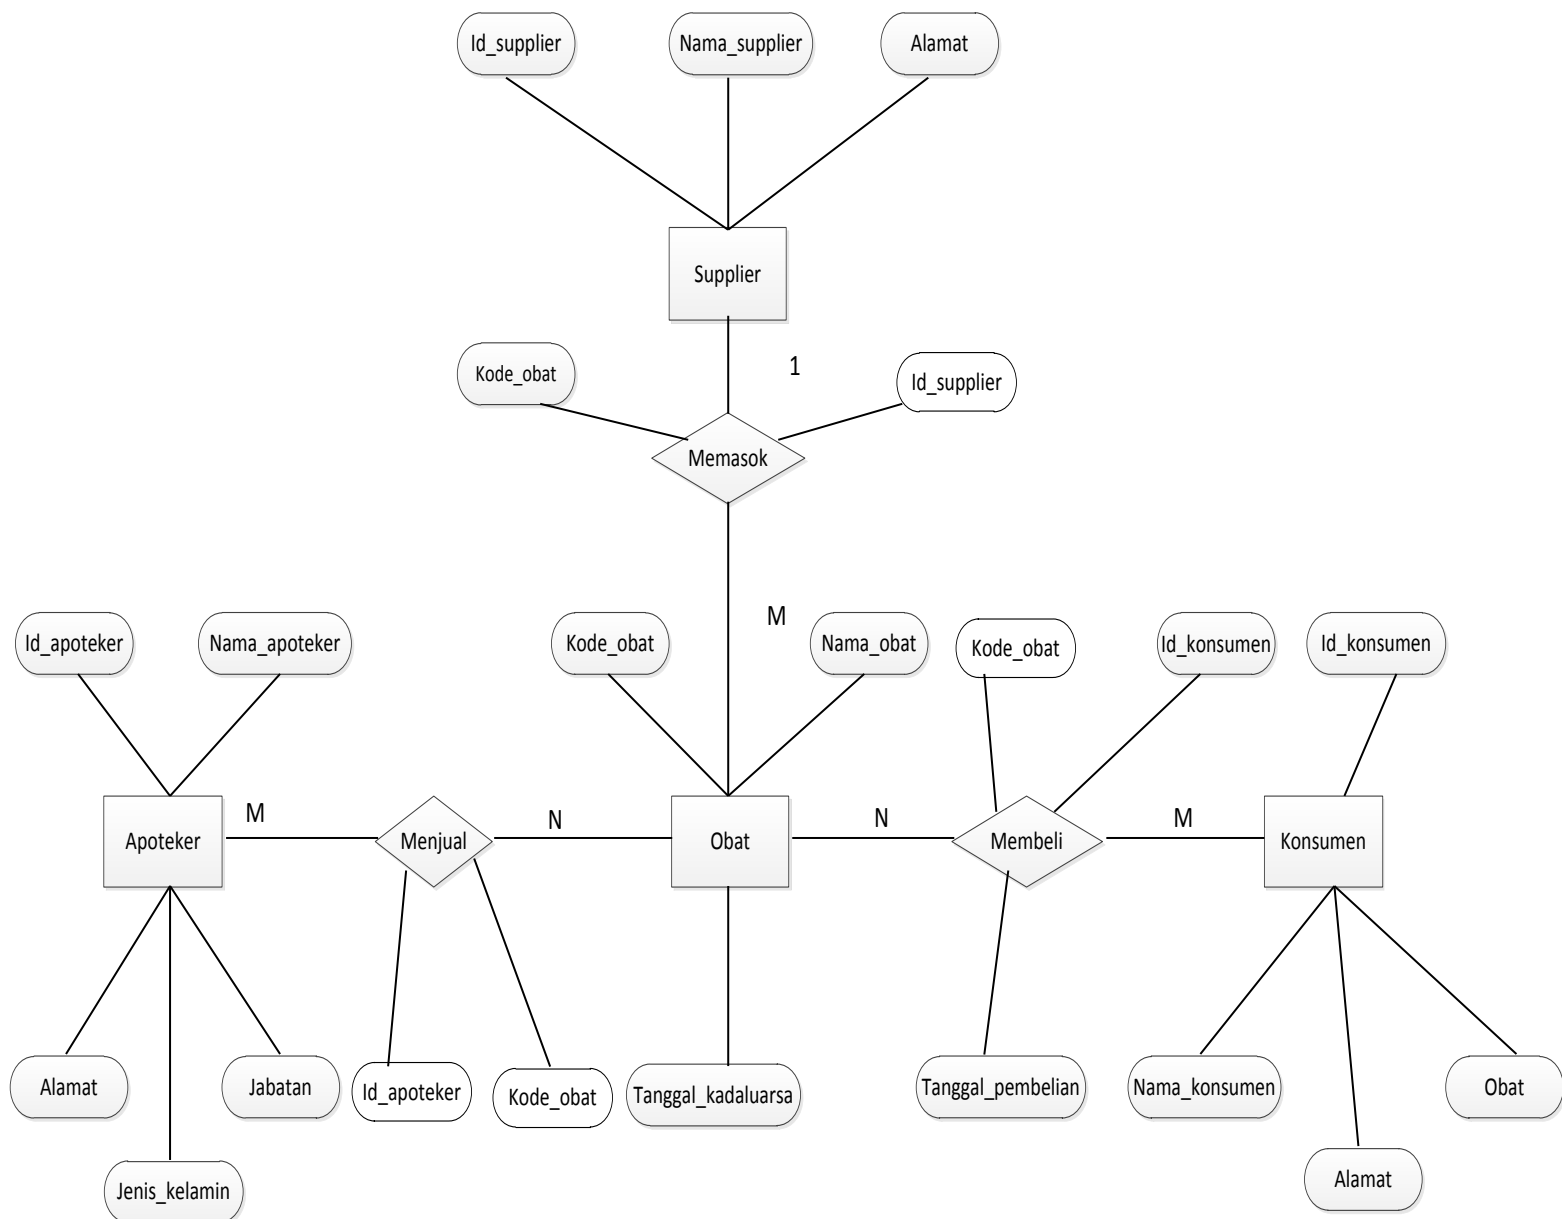 Id_supplier
Nama_supplier
Alamat
Supplier
1
Kode_obat
Id_supplier
Memasok
M
Id_apoteker
Nama_apoteker
Kode_obat
Nama_obat
Kode_obat
Id_konsumen
Id_konsumen
Apoteker
M
Menjual
N
Obat
N
Membeli
M
Konsumen
Alamat
Jabatan
Id_apoteker
Kode_obat
Tanggal_kadaluarsa
Tanggal_pembelian
Nama_konsumen
Obat
Jenis_kelamin
Alamat